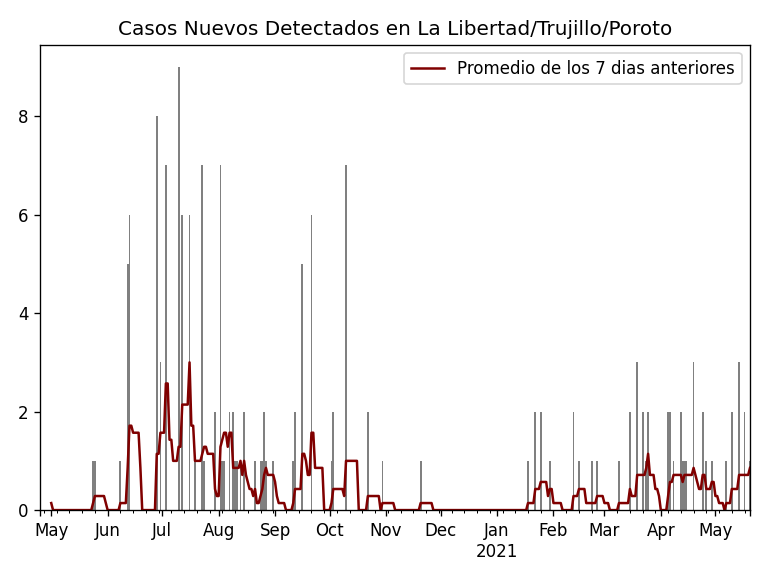 Casos Nuevos Detectados en La Libertad/Trujillo/Poroto
Promedio de los 7 dias anteriores
8
6
4
2
0
May Jun Jul Aug Sep Oct Nov Dec Jan Feb Mar Apr May
2021